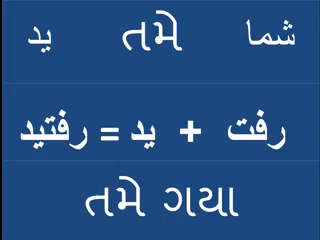 شما તમે ید
رفت + ید = رفتید
તમે ગયા